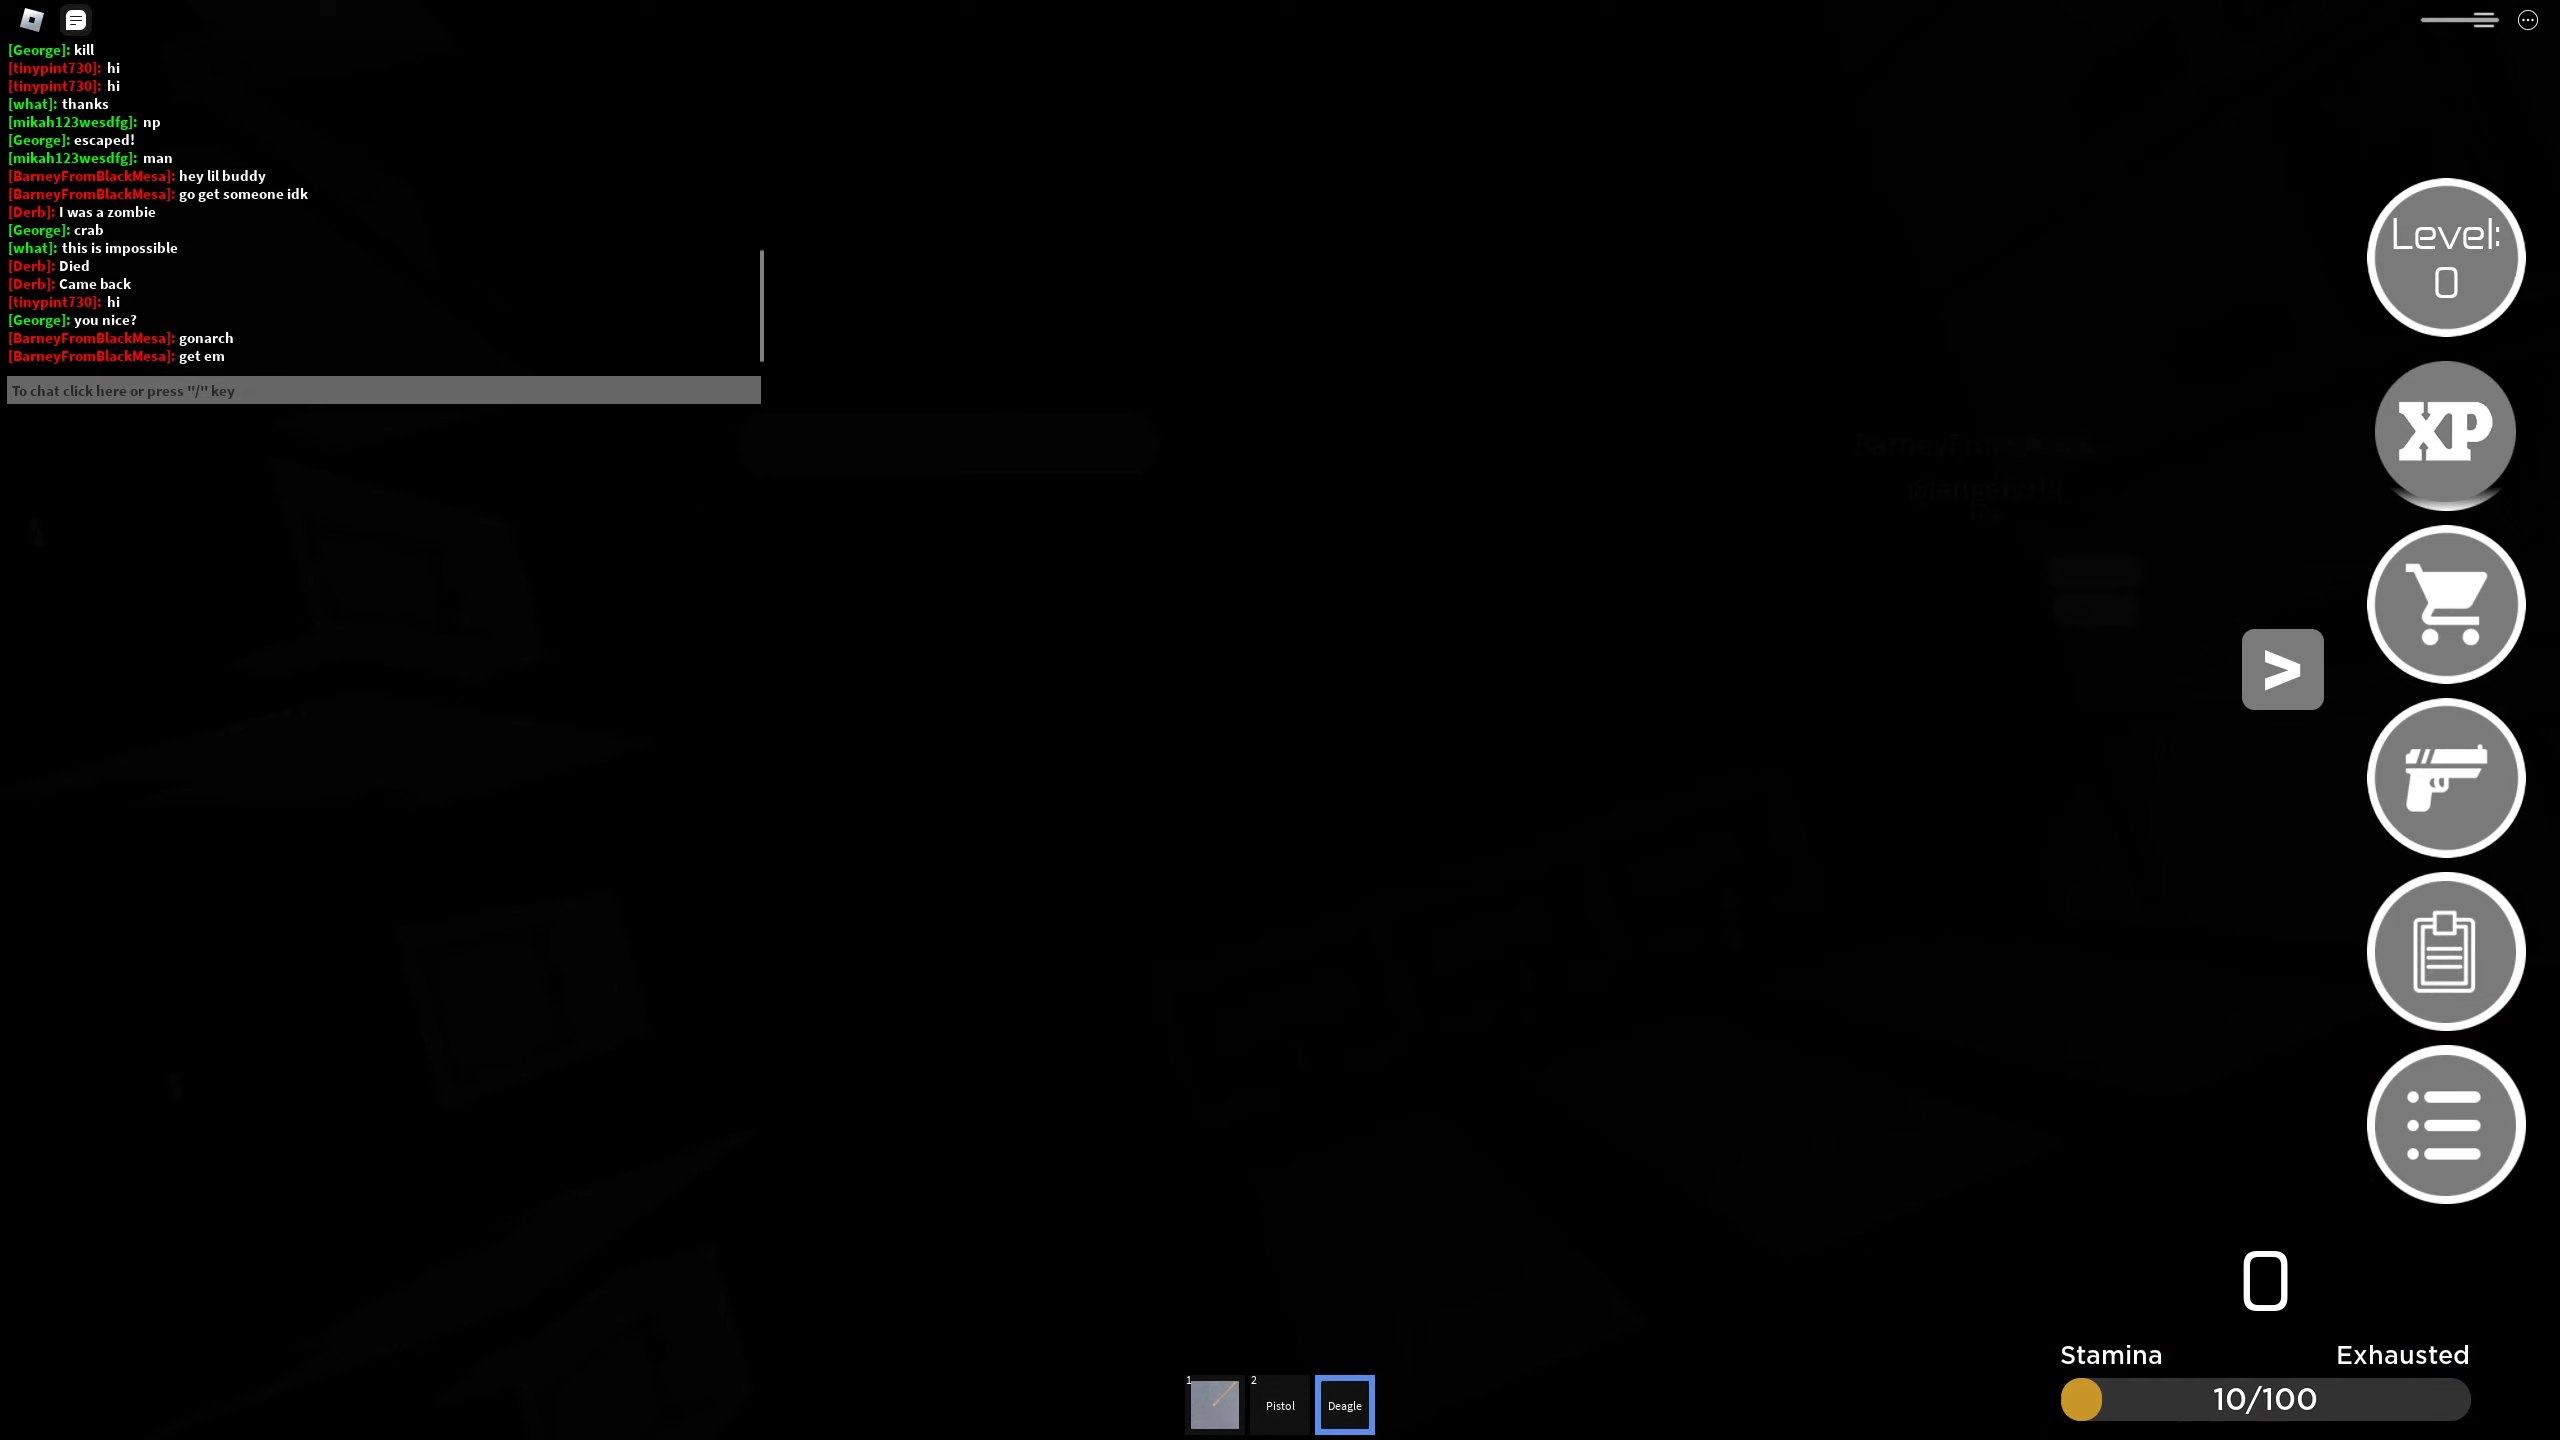 [George]: kill
[tinypint730]: hi
[tinypint730]: hi
[what]: thanks
[mikah123wesdfg]: np
[George]: escaped!
[mikah123wesdfg]: man
[BarneyFromBlackMesa]: hey lil buddy
[BarneyFromBlackMesa]: go get someone idk
[Derb]: I was a zombie
[George]: crab
[what]: this is impossible
[Derb]: Died
[Derb]: Came back
[tinypint730]: hi
[George]: you nice?
[BarneyFromBlackMesa]: gonarch
[BarneyFromBlackMesa]: get em
To chat click here or press "/" key
Level:
0
XP
>
0
Stamina Exhausted
10/100
1
2
Pistol
Deagle